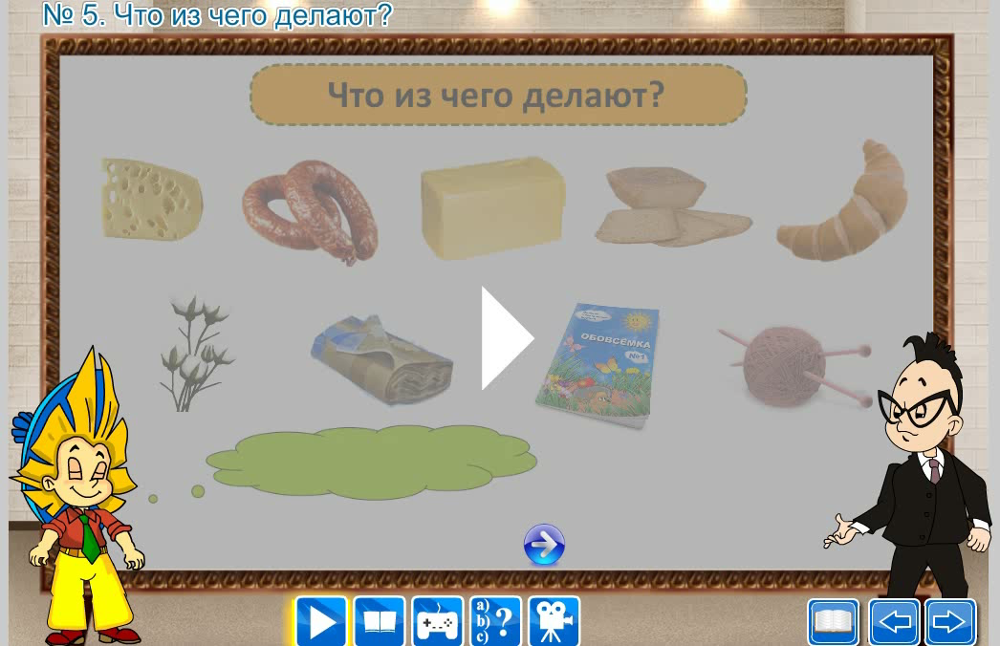 № 5. Что из чего делают?
Что из чего делают?
ОБОВСЁМКА
№1
a)
b) ?
c)